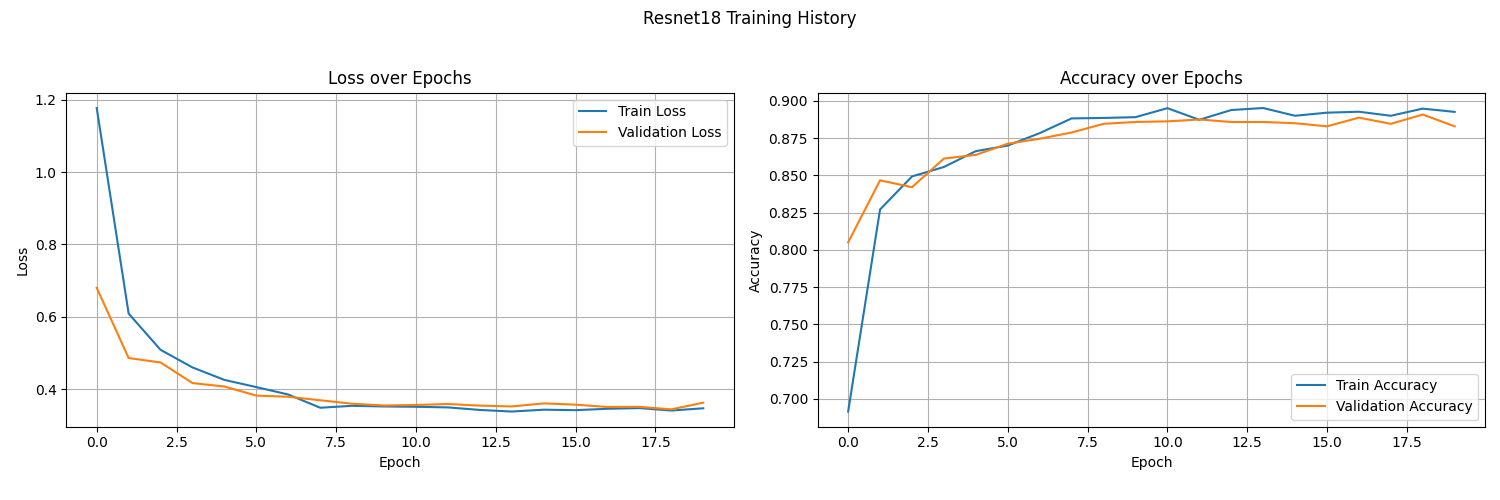 Resnet18 Training History
Loss over Epochs
1.2
1.0
0.8
0.6
0.4
Loss
Train Loss
Validation Loss
0.0 2.5 5.0 7.5 10.0 12.5 15.0 17.5
Epoch
Accuracy over Epochs
0.900
0.875
0.850
0.825
0.800
0.775
0.750
0.725
0.700
Accuracy
Train Accuracy
Validation Accuracy
0.0 2.5 5.0 7.5 10.0 12.5 15.0 17.5
Epoch